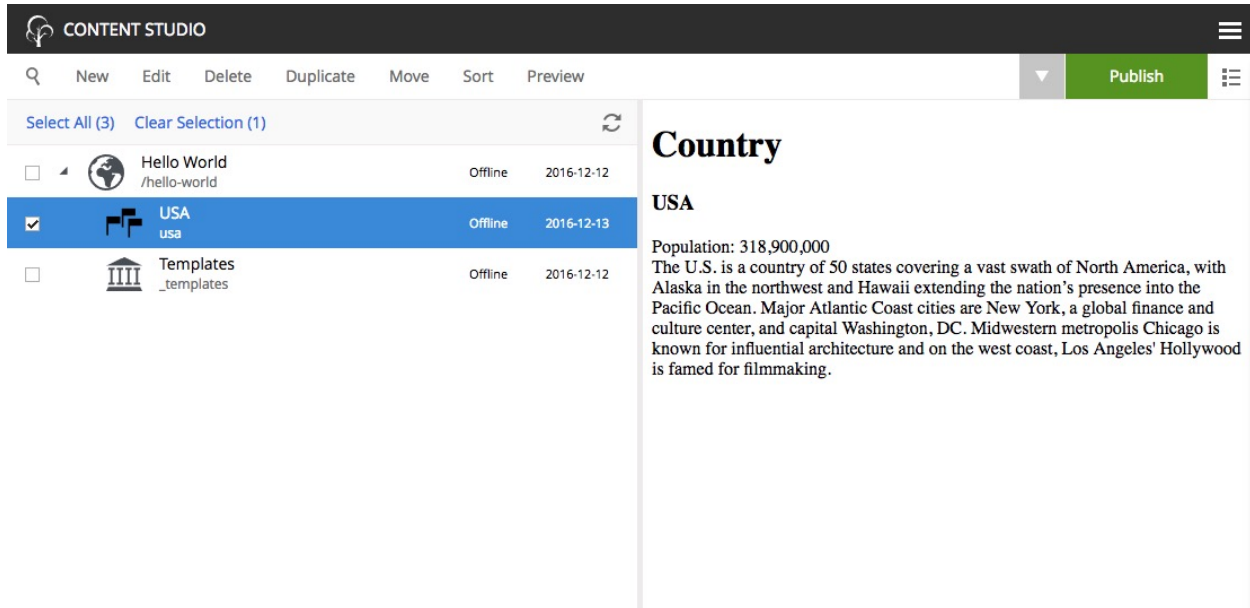 CONTENT STUDIO
New Edit Delete Duplicate Move Sort Preview Publish
Select All (3) Clear Selection (1)
Hello World
/hello-world
Offline 2016-12-12
USA
usa
Offline 2016-12-13
Templates
_templates
Offline 2016-12-12
Country
USA
Population: 318,900,000
The U.S. is a country of 50 states covering a vast swath of North America, with
Alaska in the northwest and Hawaii extending the nation’s presence into the
Pacific Ocean. Major Atlantic Coast cities are New York, a global finance and
culture center, and capital Washington, DC. Midwestern metropolis Chicago is
known for influential architecture and on the west coast, Los Angeles' Hollywood
is famed for filmmaking.